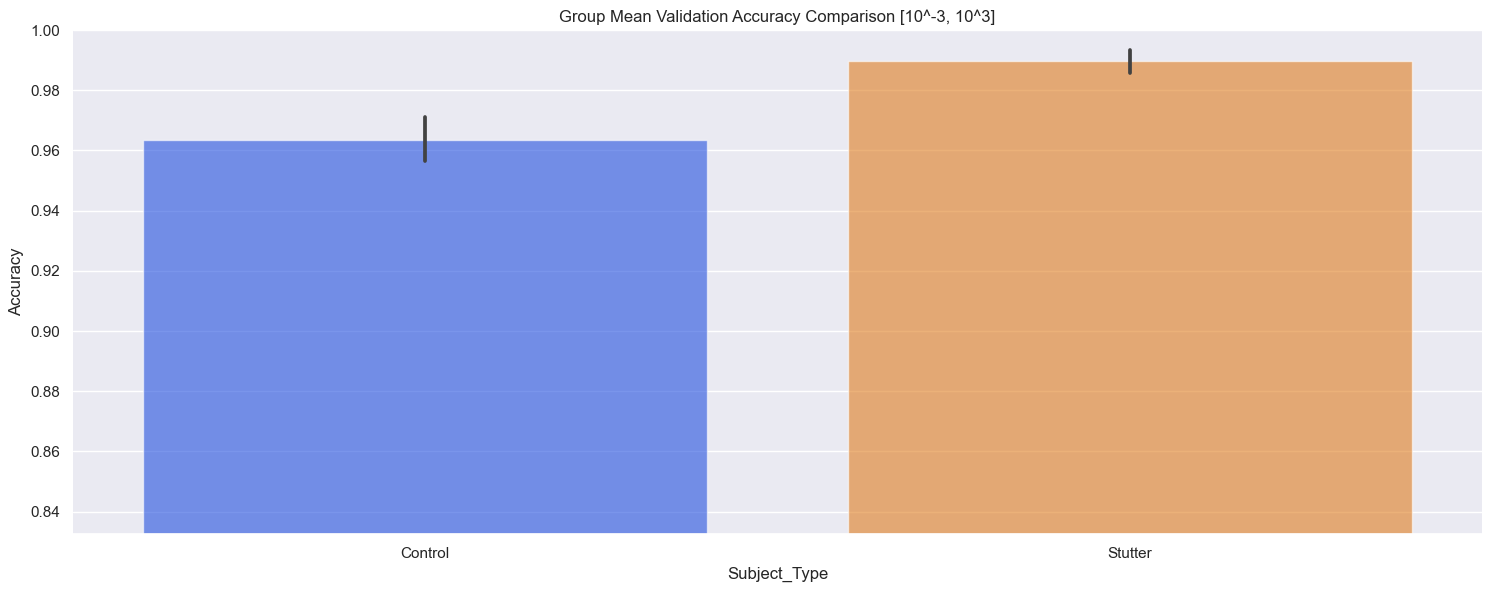 Group Mean Validation Accuracy Comparison [10^-3, 10^3]
1.00
0.98
0.96
0.94
0.92
0.90
0.88
0.86
0.84
Accuracy
Control
Stutter
Subject_Type